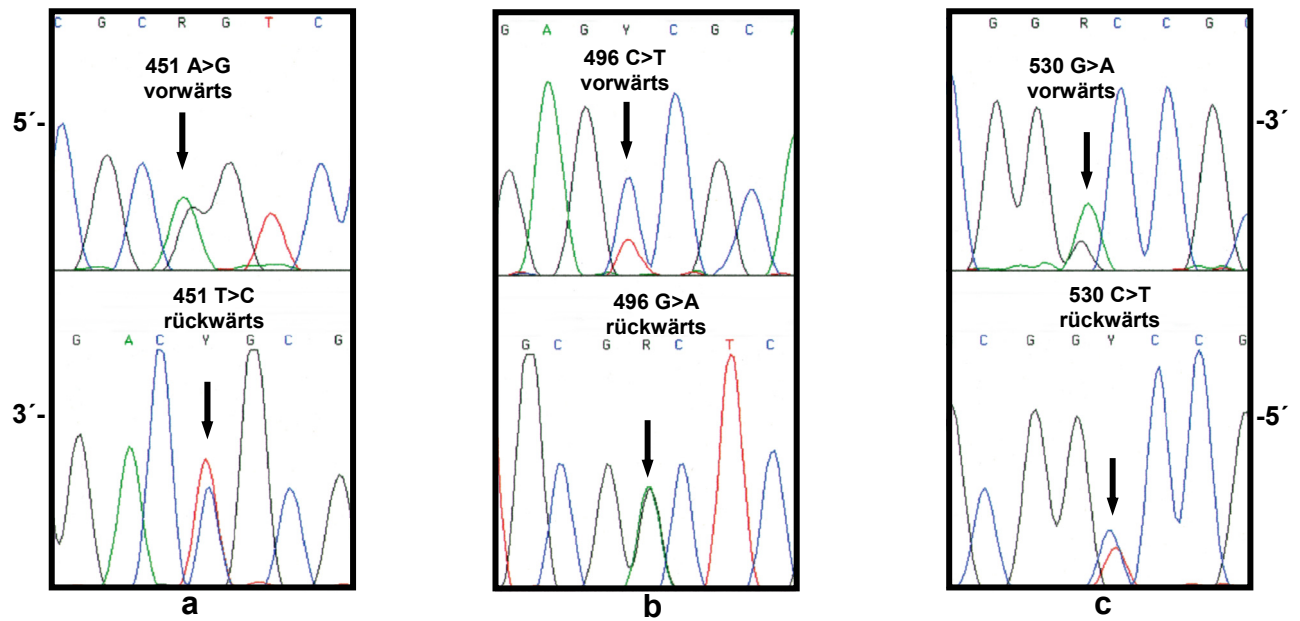 C G C R G T C
451 A>G
vorwärts
5´-
451 T>C
rückwärts
G A C Y G C G
3´-
a
G A G Y C G C A
496 C>T
vorwärts
496 G>A
rückwärts
G C G R C T C
b
G G R C C G C
530 G>A
vorwärts
-3´
530 C>T
rückwärts
C G G Y C C G
-5´
c